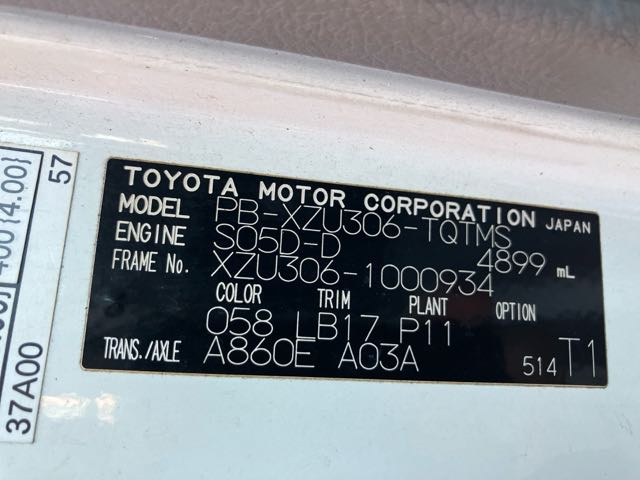 TOYOTA MOTOR CORPORATION JAPAN
MODEL PB-XZU306-TQTMS
ENGINE S05D-D 4899 mL
FRAME No. XZU306-1000934
COLOR TRIM PLANT OPTION
058 LB17 P11
TRANS./AXLE A860E A03A 514 T1
57
37A00